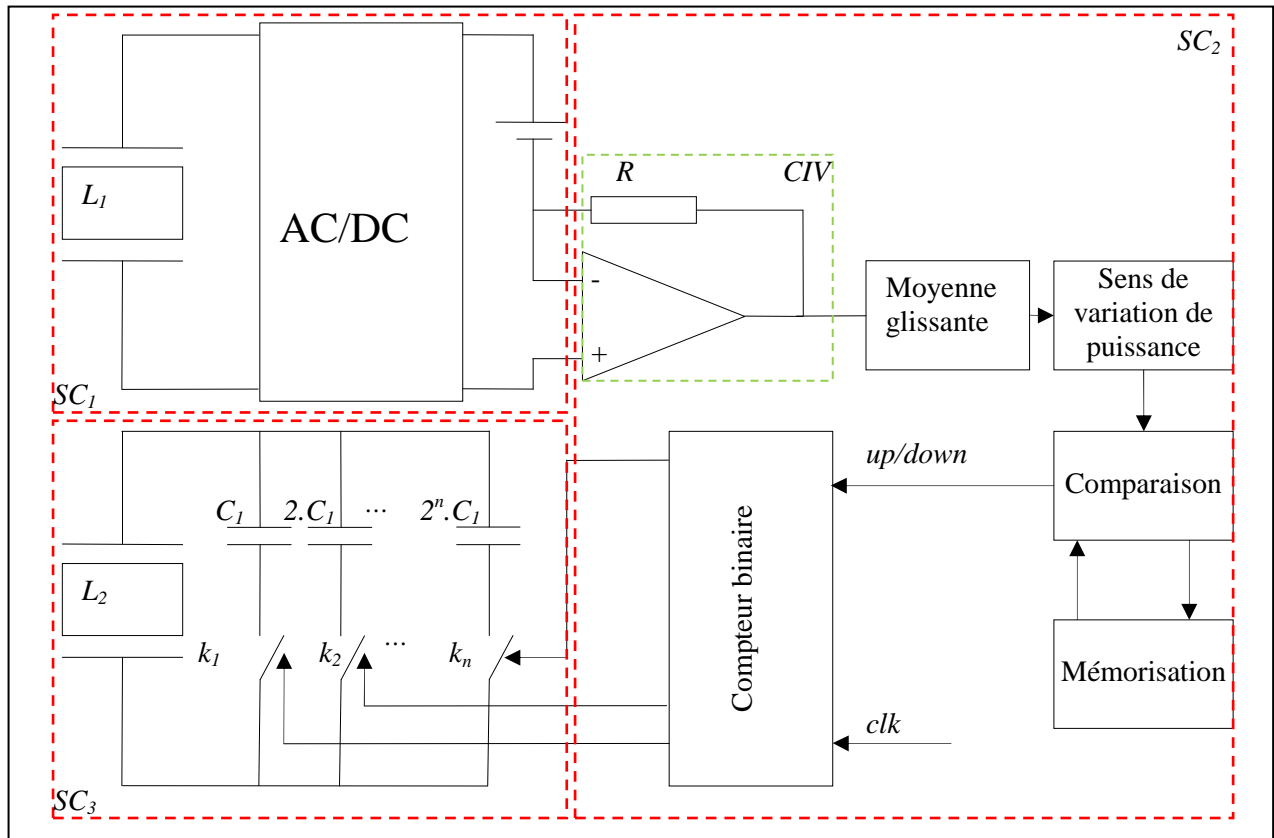 SC2
R
CIV
L1
AC/DC
-
+
Moyenne
glissante
Sens de
variation de
puissance
SC1
up/down
Comparaison
C1
2.C1
...
2^n.C1
Compteur binaire
L2
k1
k2
...
kn
Mémorisation
clk
SC3